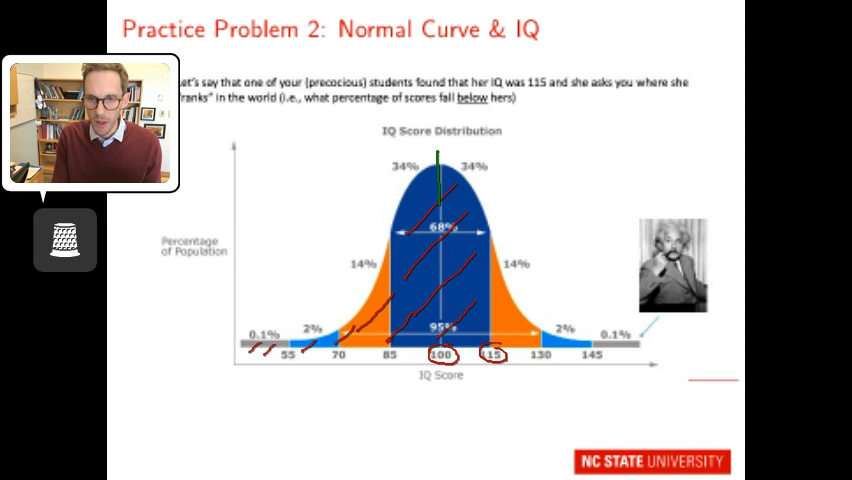 Practice Problem 2: Normal Curve & IQ
Let's say that one of your (precocious) students found that her IQ was 115 and she asks you where she
"ranks" in the world (i.e., what percentage of scores fall below hers)
IQ Score Distribution
34% 34%
68%
Percentage
of Population
14% 14%
95%
0.1% 2% 2% 0.1%
55 70 85 100 115 130 145
IQ Score
NC STATE UNIVERSITY